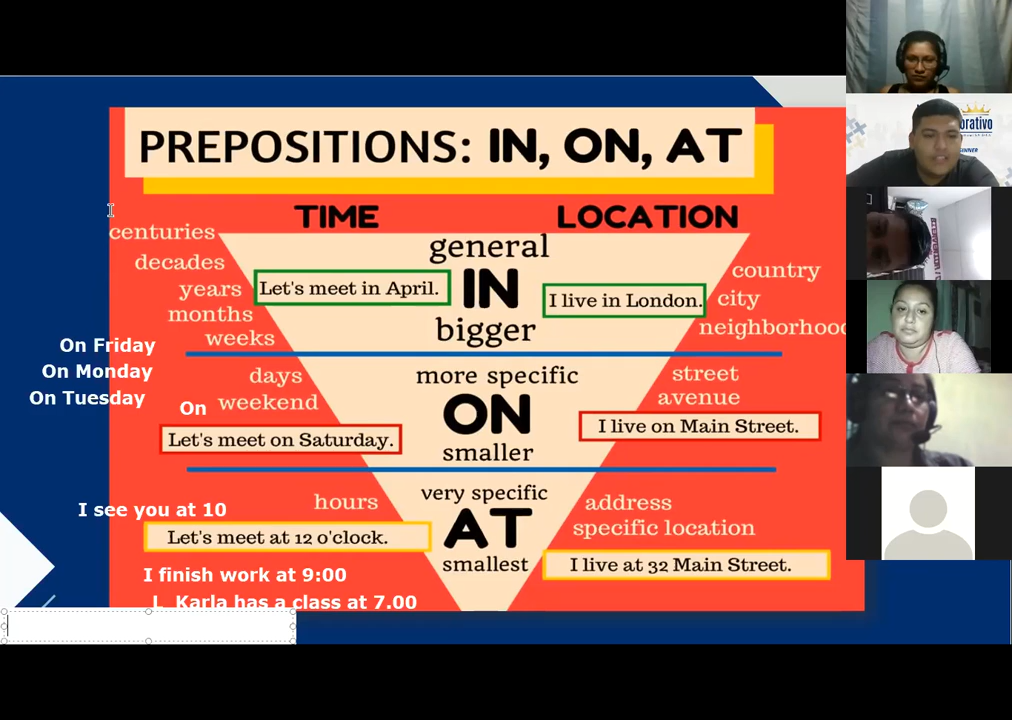 PREPOSITIONS: IN, ON, AT
TIME
LOCATION
centuries
decades
years
months
weeks
general
IN
bigger
Let's meet in April.
I live in London.
country
city
neighborhood
On Friday
On Monday
On Tuesday
On
days
weekend
Let's meet on Saturday.
more specific
ON
smaller
street
avenue
I live on Main Street.
I see you at 10
hours
Let's meet at 12 o'clock.
very specific
AT
smallest
address
specific location
I live at 32 Main Street.
I finish work at 9:00
L Karla has a class at 7.00
orativo